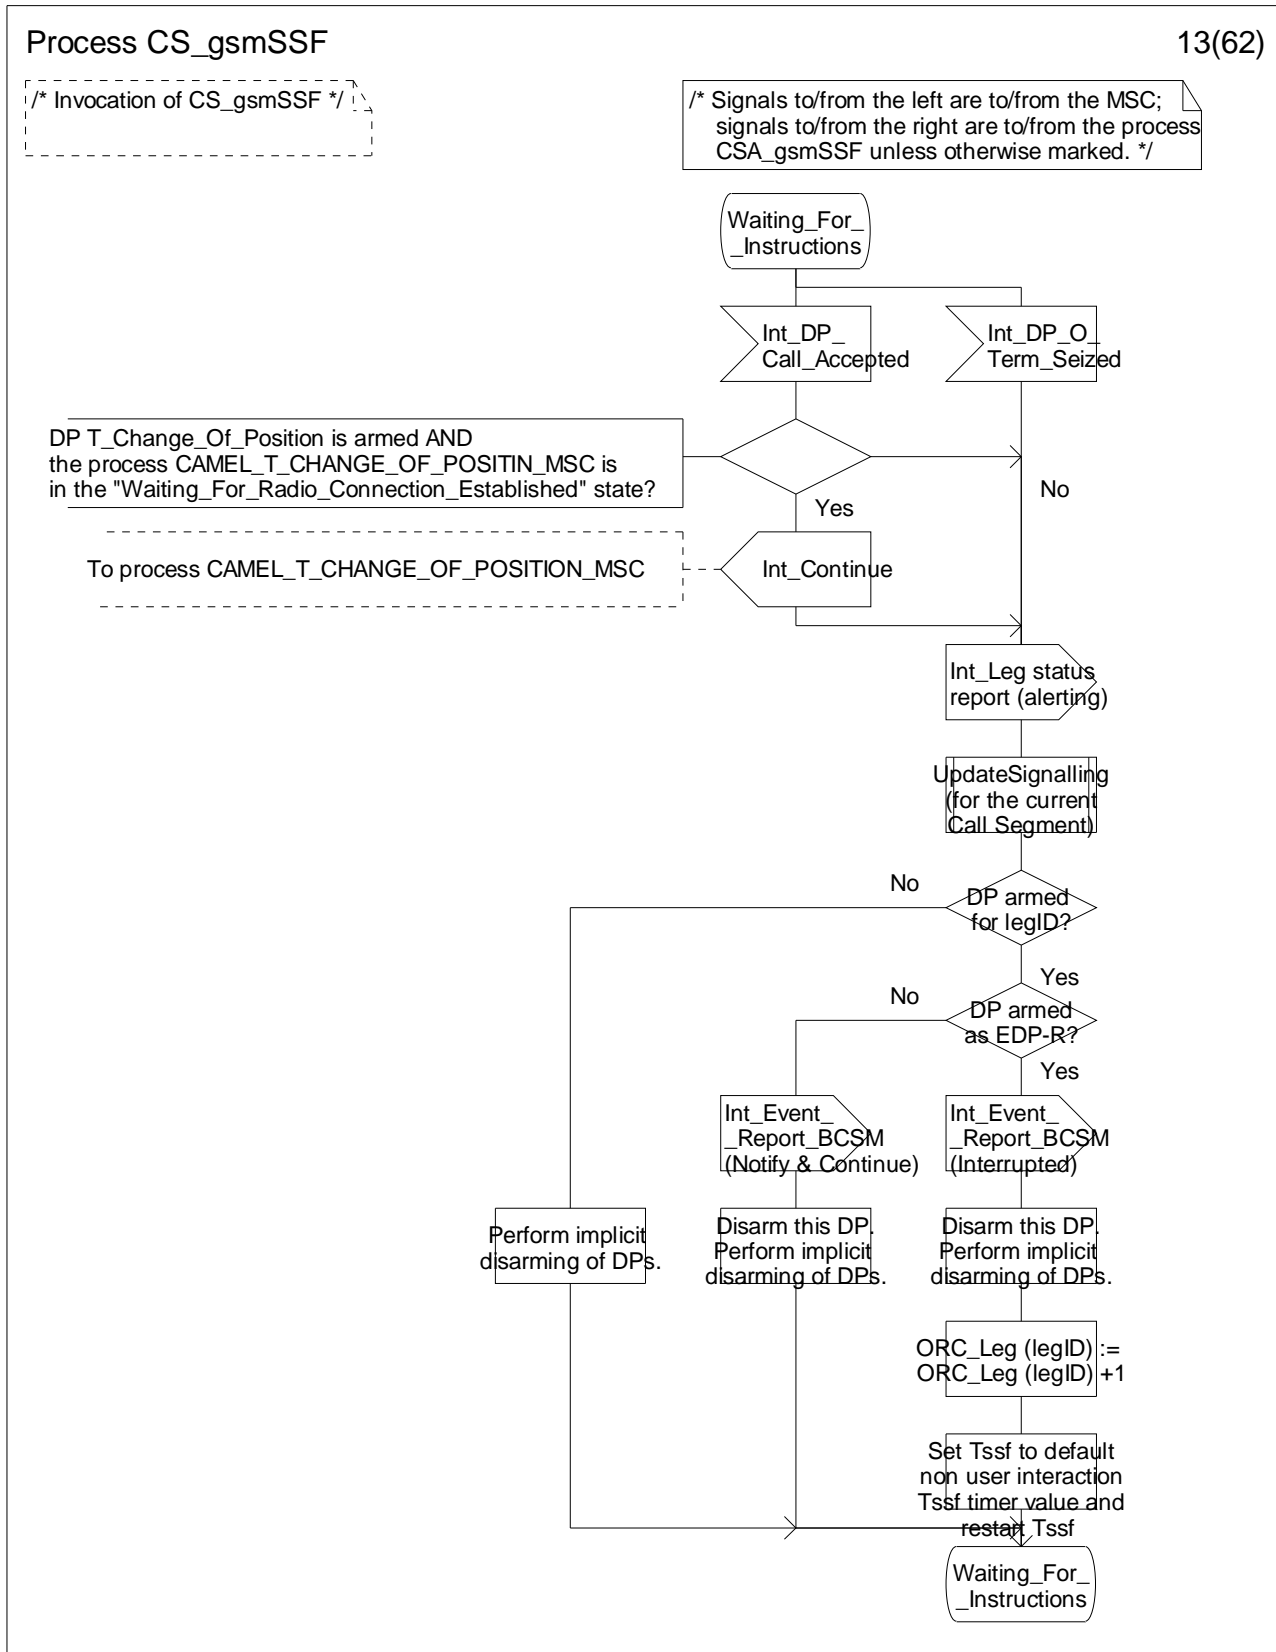 Process CS_gsmSSF
13(62)
/* Invocation of CS_gsmSSF */
/* Signals to/from the left are to/from the MSC;
signals to/from the right are to/from the process
CSA_gsmSSF unless otherwise marked. */
Waiting_For_
_Instructions
Int_DP_
Call_Accepted
Int_DP_O_
Term_Seized
DP T_Change_Of_Position is armed AND
the process CAMEL_T_CHANGE_OF_POSITIN_MSC is
in the "Waiting_For_Radio_Connection_Established" state?
No
Yes
To process CAMEL_T_CHANGE_OF_POSITION_MSC
Int_Continue
Int_Leg status
report (alerting)
UpdateSignalling
(for the current
Call Segment)
No
DP armed
for legID?
Yes
No
DP armed
as EDP-R?
Yes
Int_Event_
_Report_BCSM
(Notify & Continue)
Int_Event_
_Report_BCSM
(Interrupted)
Perform implicit
disarming of DPs.
Disarm this DP.
Perform implicit
disarming of DPs.
Disarm this DP.
Perform implicit
disarming of DPs.
ORC_Leg (legID) :=
ORC_Leg (legID) +1
Set Tssf to default
non user interaction
Tssf timer value and
restart Tssf
Waiting_For_
_Instructions